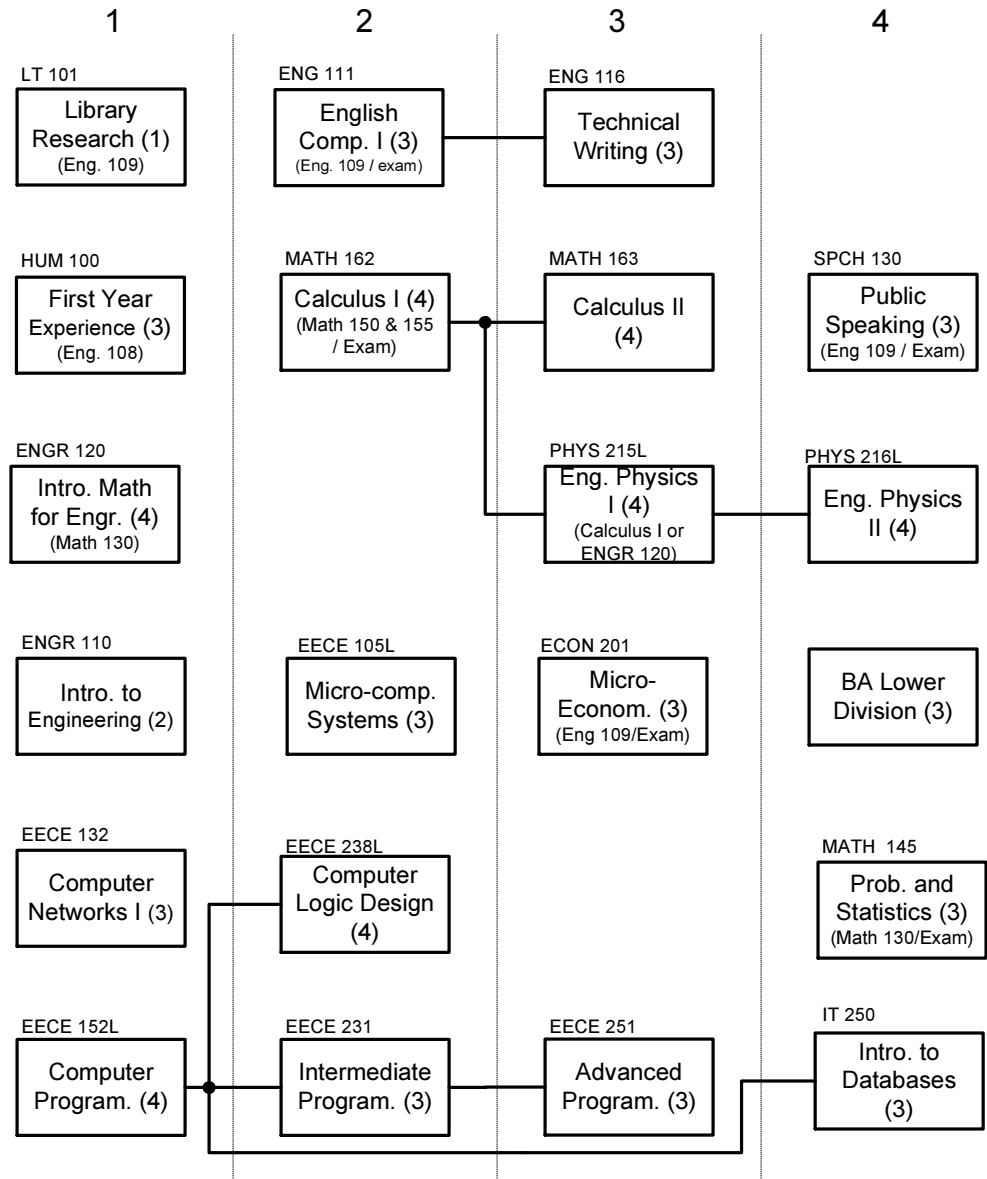 1
2
3
4
LT 101
Library
Research (1)
(Eng. 109)
ENG 111
English
Comp. I (3)
(Eng. 109 / exam)
ENG 116
Technical
Writing (3)
HUM 100
First Year
Experience (3)
(Eng. 108)
MATH 162
Calculus I (4)
(Math 150 & 155
/ Exam)
MATH 163
Calculus II
(4)
SPCH 130
Public
Speaking (3)
(Eng 109 / Exam)
ENGR 120
Intro. Math
for Engr. (4)
(Math 130)
PHYS 215L
Eng. Physics
I (4)
(Calculus I or
ENGR 120)
PHYS 216L
Eng. Physics
II (4)
ENGR 110
Intro. to
Engineering (2)
EECE 105L
Micro-comp.
Systems (3)
ECON 201
Micro-
Econom. (3)
(Eng 109/Exam)
BA Lower
Division (3)
EECE 132
Computer
Networks I (3)
EECE 238L
Computer
Logic Design
(4)
MATH 145
Prob. and
Statistics (3)
(Math 130/Exam)
EECE 152L
Computer
Program. (4)
EECE 231
Intermediate
Program. (3)
EECE 251
Advanced
Program. (3)
IT 250
Intro. to
Databases
(3)